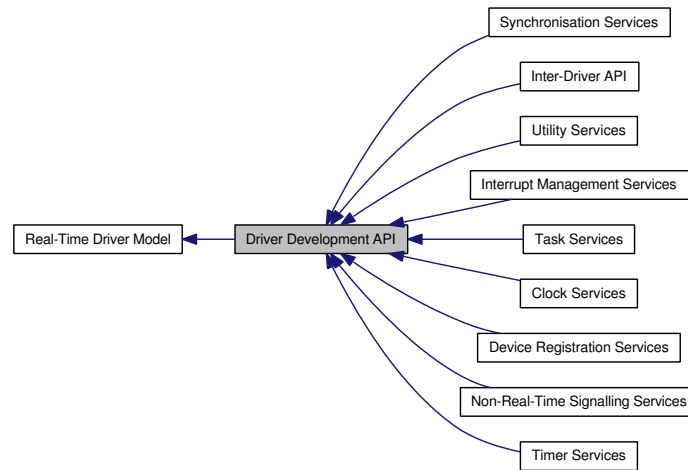 Synchronisation Services
Inter-Driver API
Utility Services
Interrupt Management Services
Real-Time Driver Model
Driver Development API
Task Services
Clock Services
Device Registration Services
Non-Real-Time Signalling Services
Timer Services